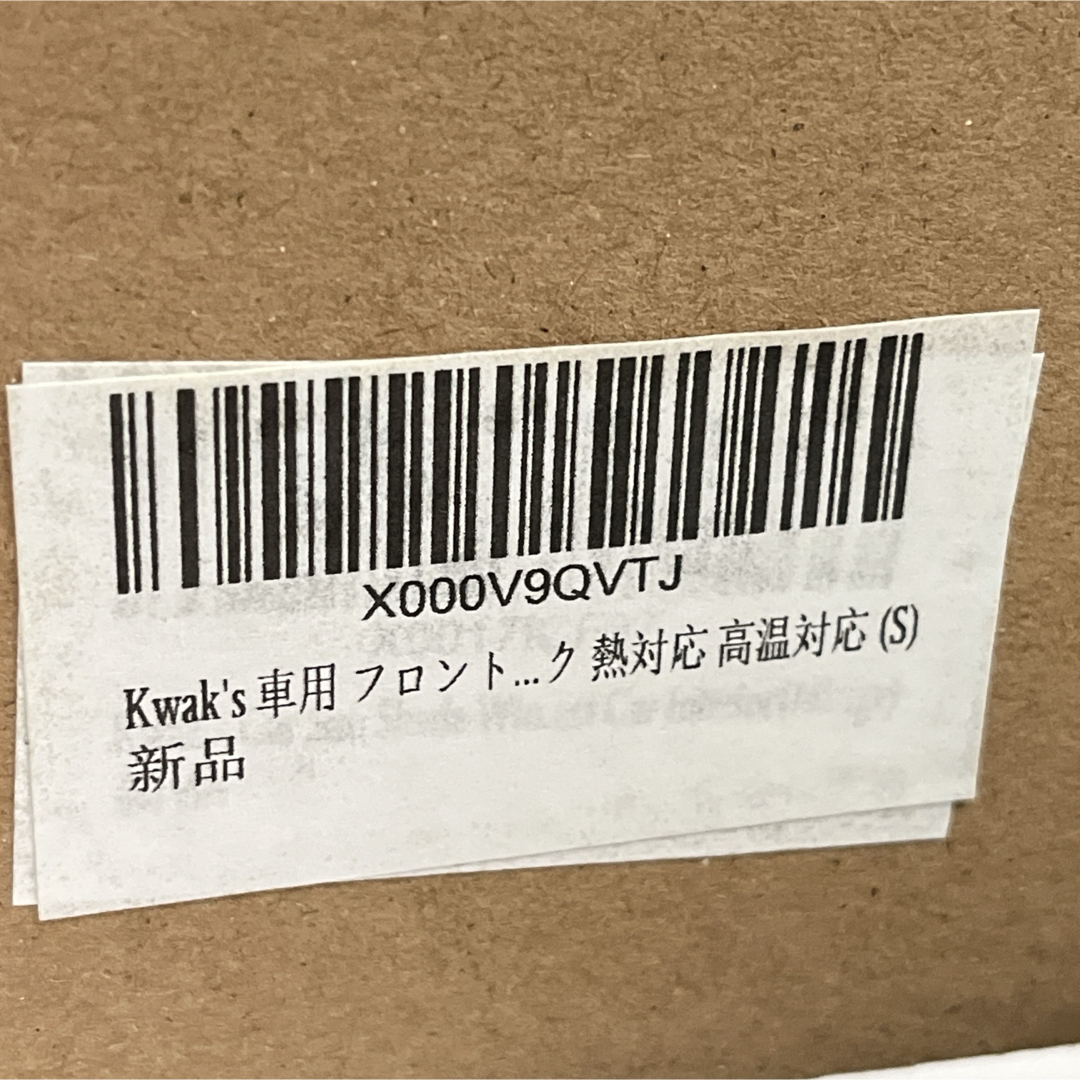 X000V9QVTJ
Kwak's 車用 フロント...ク 熱対応 高温対応 (S)
新品